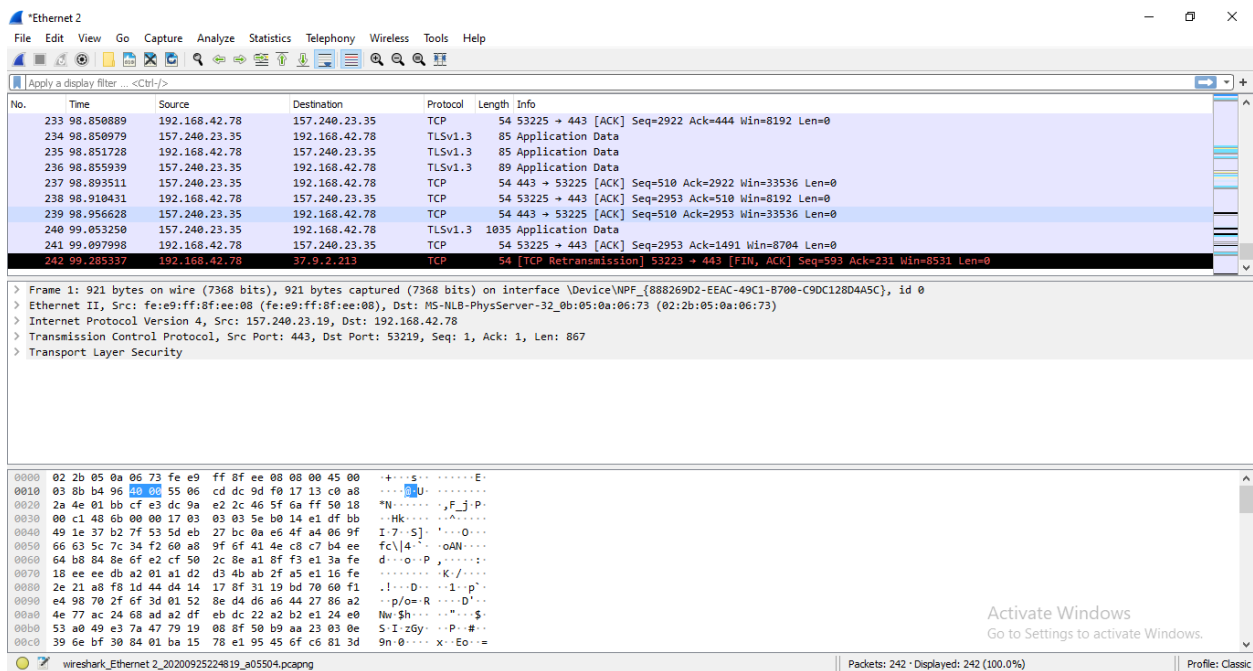 *Ethernet 2
File Edit View Go Capture Analyze Statistics Telephony Wireless Tools Help
Apply a display filter ... <Ctrl-/>
No. Time Source Destination Protocol Length Info
233 98.850889 192.168.42.78 157.240.23.35 TCP 54 53225 → 443 [ACK] Seq=2922 Ack=444 Win=8192 Len=0
234 98.850979 157.240.23.35 192.168.42.78 TLSv1.3 85 Application Data
235 98.851728 192.168.42.78 157.240.23.35 TLSv1.3 85 Application Data
236 98.855939 157.240.23.35 192.168.42.78 TLSv1.3 89 Application Data
237 98.893511 157.240.23.35 192.168.42.78 TCP 54 443 → 53225 [ACK] Seq=510 Ack=2922 Win=33536 Len=0
238 98.910431 192.168.42.78 157.240.23.35 TCP 54 53225 → 443 [ACK] Seq=2953 Ack=510 Win=8192 Len=0
239 98.956628 157.240.23.35 192.168.42.78 TCP 54 443 → 53225 [ACK] Seq=510 Ack=2953 Win=33536 Len=0
240 99.053250 157.240.23.35 192.168.42.78 TLSv1.3 1035 Application Data
241 99.097998 192.168.42.78 157.240.23.35 TCP 54 53225 → 443 [ACK] Seq=2953 Ack=1491 Win=8704 Len=0
242 99.285337 192.168.42.78 37.9.2.213 TCP 54 [TCP Retransmission] 53223 → 443 [FIN, ACK] Seq=593 Ack=231 Win=8531 Len=0
> Frame 1: 921 bytes on wire (7368 bits), 921 bytes captured (7368 bits) on interface \Device\NPF_{888269D2-EEAC-49C1-B700-C9DC128D4A5C}, id 0
> Ethernet II, Src: fe:e9:ff:8f:ee:08 (fe:e9:ff:8f:ee:08), Dst: MS-NLB-PhysServer-32_0b:05:0a:06:73 (02:2b:05:0a:06:73)
> Internet Protocol Version 4, Src: 157.240.23.19, Dst: 192.168.42.78
> Transmission Control Protocol, Src Port: 443, Dst Port: 53219, Seq: 1, Ack: 1, Len: 867
> Transport Layer Security
0000 02 2b 05 0a 06 73 fe e9 ff 8f ee 08 08 00 45 00 ·+···s·· ······E·
0010 03 8b b4 96 40 00 55 06 cd dc 9d f0 17 13 c0 a8 ····@·U· ········
0020 2a 4e 01 bb cf e3 dc 9a e2 2c 46 5f 6a ff 50 18 *N······ ·,F_j·P·
0030 00 c1 48 6b 00 00 17 03 03 03 5e b0 14 e1 df bb ··Hk···· ··^·····
0040 49 1e 37 b2 7f 53 5d eb 27 bc 0a e6 4f a4 06 9f I·7··S]· '···O···
0050 66 63 5c 7c 34 f2 60 a8 9f 6f 41 4e c8 c7 b4 ee fc\|4·`· ·oAN····
0060 64 b8 84 8e 6f e2 cf 50 2c 8e a1 8f f3 e1 3a fe d···o··P ,·····:·
0070 18 ee ee db a2 01 a1 d2 d3 4b ab 2f a5 e1 16 fe ········ ·K·/····
0080 2e 21 a8 f8 1d 44 d4 14 17 8f 31 19 bd 70 60 f1 .!···D·· ··1··p`·
0090 e4 98 70 2f 6f 3d 01 52 8e d4 d6 a6 44 27 86 a2 ··p/o=·R ····D'··
00a0 4e 77 ac 24 68 ad a2 df eb dc 22 a2 b2 e1 24 e0 Nw·$h··· ··"···$·
00b0 53 a0 49 e3 7a 47 79 19 08 8f 50 b9 aa 23 03 0e S·I·zGy· ··P··#··
00c0 39 6e bf 30 84 01 ba 15 78 e1 95 45 6f c6 81 3d 9n·0···· x··Eo··=
Activate Windows
Go to Settings to activate Windows.
wireshark_Ethernet 2_20200925224819_a05504.pcapng Packets: 242 · Displayed: 242 (100.0%) Profile: Classic